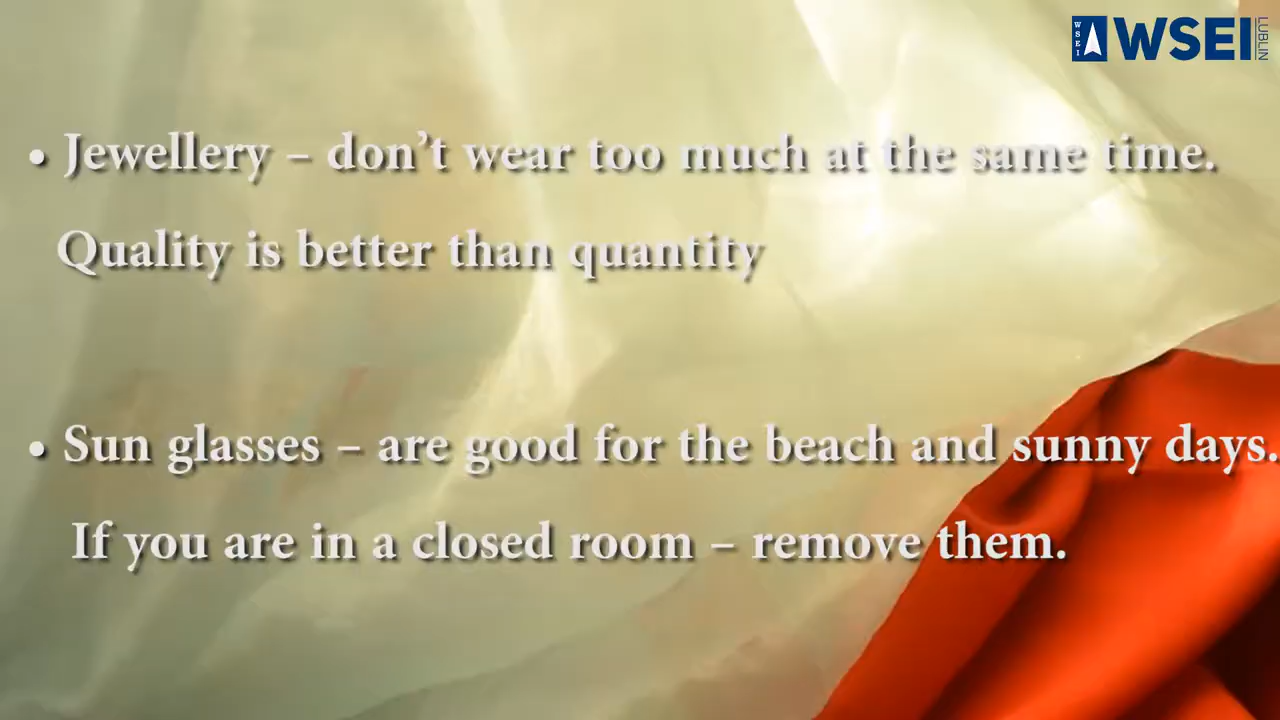 WSEI
WSEI
LUBLIN
• Jewellery – don’t wear too much at the same time.
Quality is better than quantity
• Sun glasses – are good for the beach and sunny days.
If you are in a closed room – remove them.